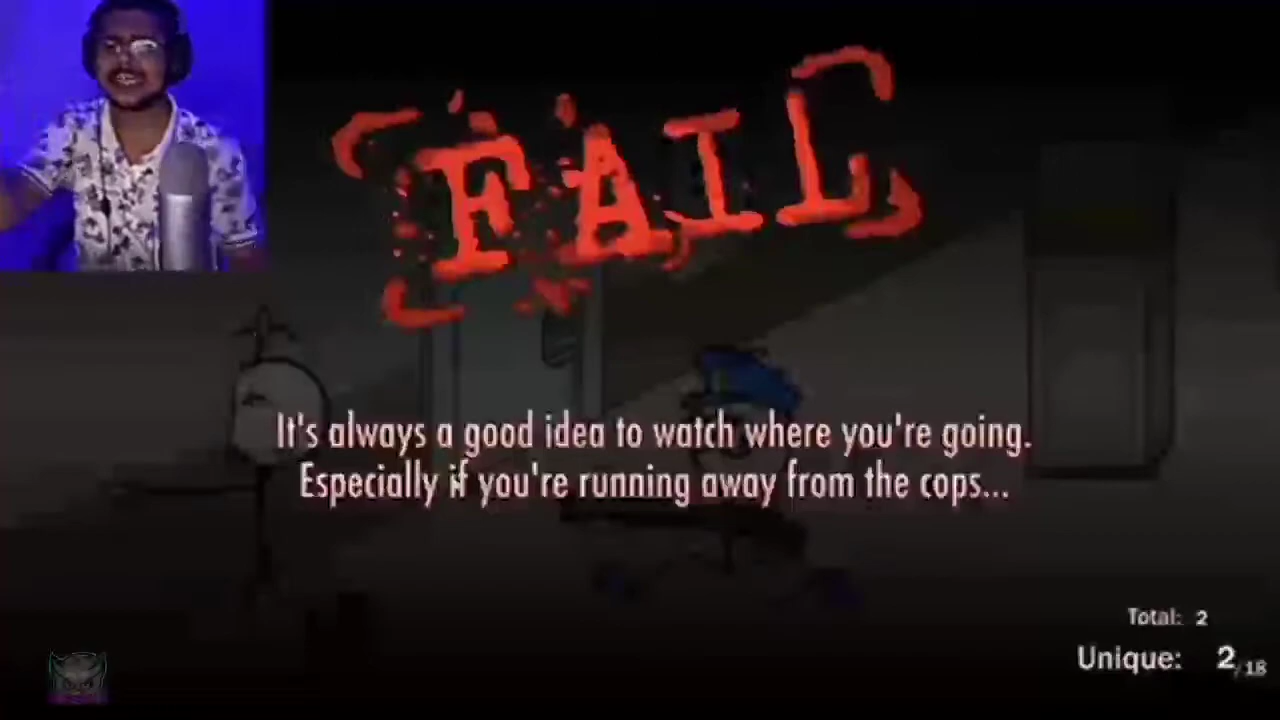 FAIL
It's always a good idea to watch where you're going.
Especially if you're running away from the cops...
Total: 2
Unique: 2/18